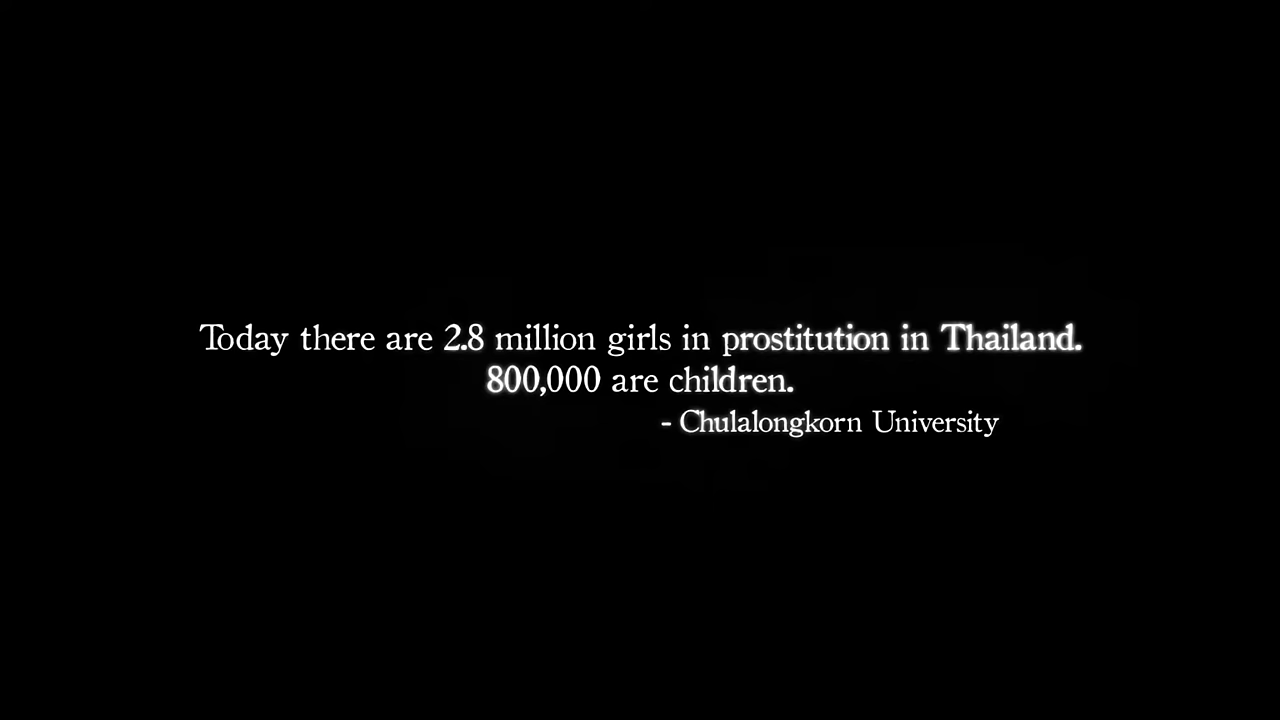 Today there are 2.8 million girls in prostitution in Thailand.
800,000 are children.
- Chulalongkorn University